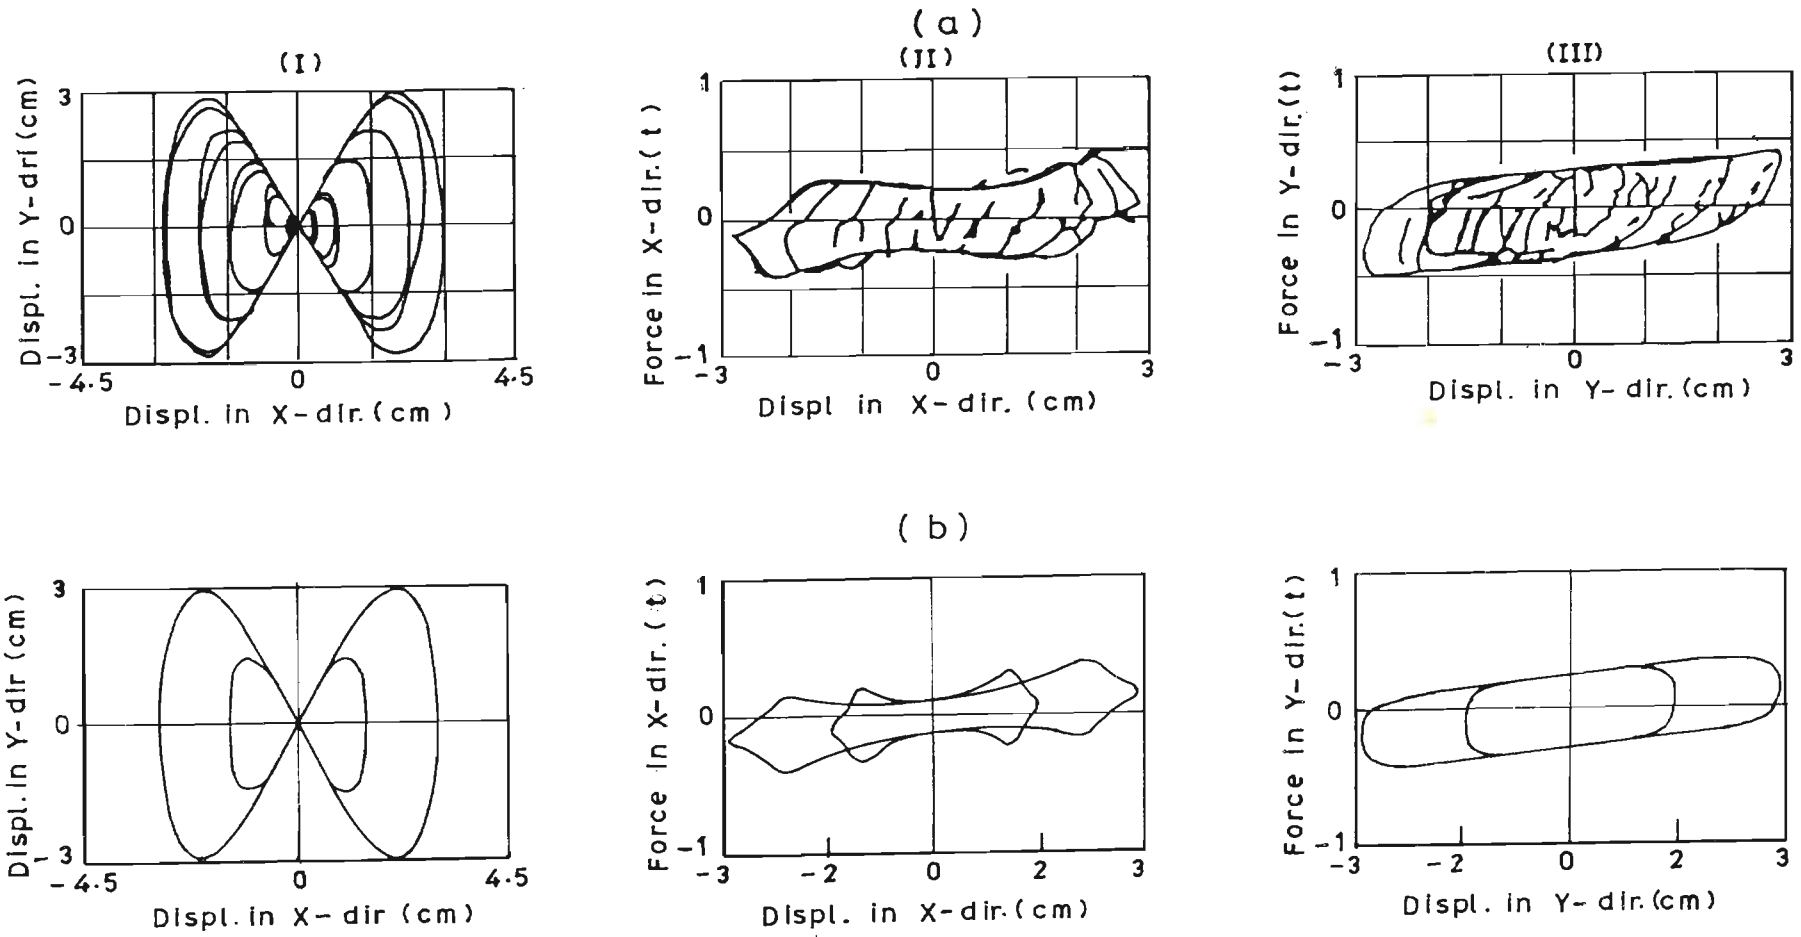 (a)
(I)
(II)
(III)
Displ. in Y-dri (cm)
3
0
-3
-4.5
0
4.5
Displ. in X-dir. (cm)
Force in X-dir. (t)
1
0
-1
-3
0
3
Displ in X-dir. (cm)
Force In Y-dir. (t)
1
0
-1
-3
0
3
Displ. in Y-dir. (cm)
(b)
Displ. in Y-dir (cm)
3
0
-3
-4.5
0
4.5
Displ. in X-dir (cm)
Force in X-dir. (t)
1
0
-1
-3
-2
0
2
3
Displ. in X-dir. (cm)
Force in Y-dir. (t)
1
0
-1
-3
-2
0
2
3
Displ. in Y-dir. (cm)